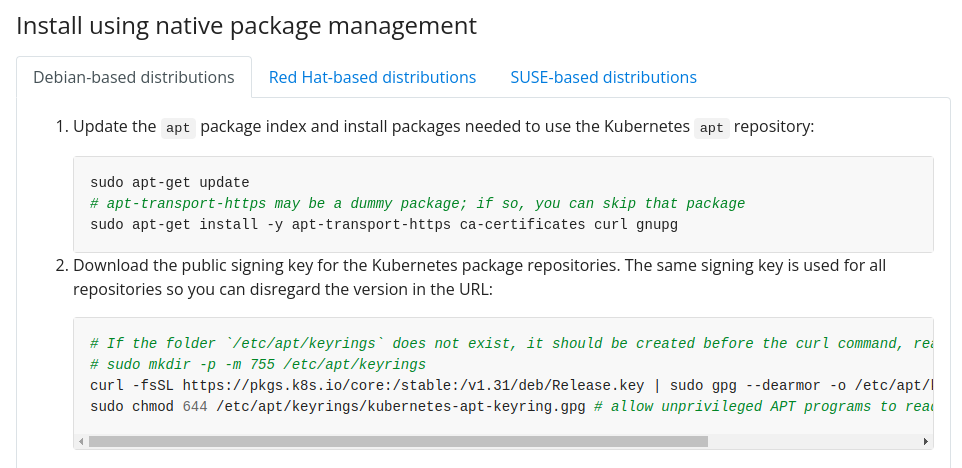 Install using native package management
Debian-based distributions Red Hat-based distributions SUSE-based distributions
1. Update the apt package index and install packages needed to use the Kubernetes apt repository:
sudo apt-get update
# apt-transport-https may be a dummy package; if so, you can skip that package
sudo apt-get install -y apt-transport-https ca-certificates curl gnupg
2. Download the public signing key for the Kubernetes package repositories. The same signing key is used for all
repositories so you can disregard the version in the URL:
# If the folder `/etc/apt/keyrings` does not exist, it should be created before the curl command,
# sudo mkdir -p -m 755 /etc/apt/keyrings
curl -fsSL https://pkgs.k8s.io/core:/stable:/v1.31/deb/Release.key | sudo gpg --dearmor -o /etc/apt/
sudo chmod 644 /etc/apt/keyrings/kubernetes-apt-keyring.gpg # allow unprivileged APT programs to